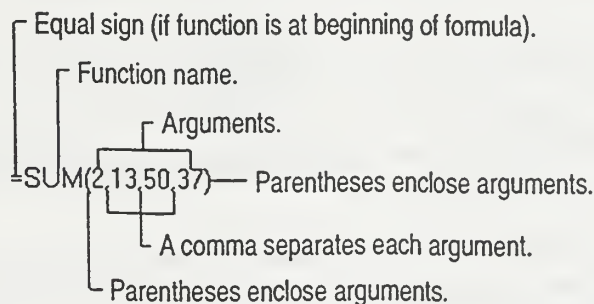 Equal sign (if function is at beginning of formula).
Function name.
Arguments.
=SUM(2,13,50,37) Parentheses enclose arguments.
A comma separates each argument.
Parentheses enclose arguments.